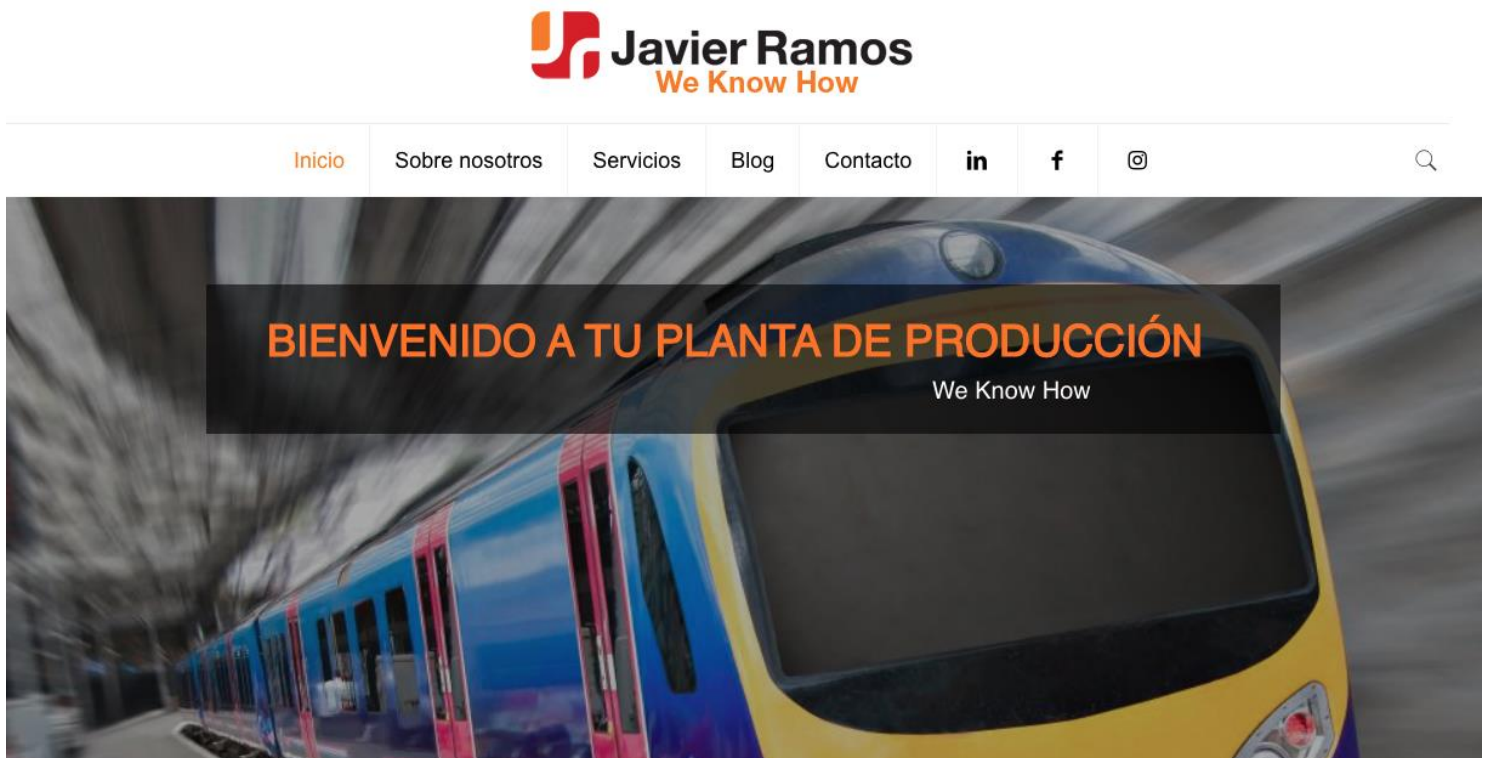 Javier Ramos
We Know How
Inicio Sobre nosotros Servicios Blog Contacto in f
BIENVENIDO A TU PLANTA DE PRODUCCIÓN
We Know How